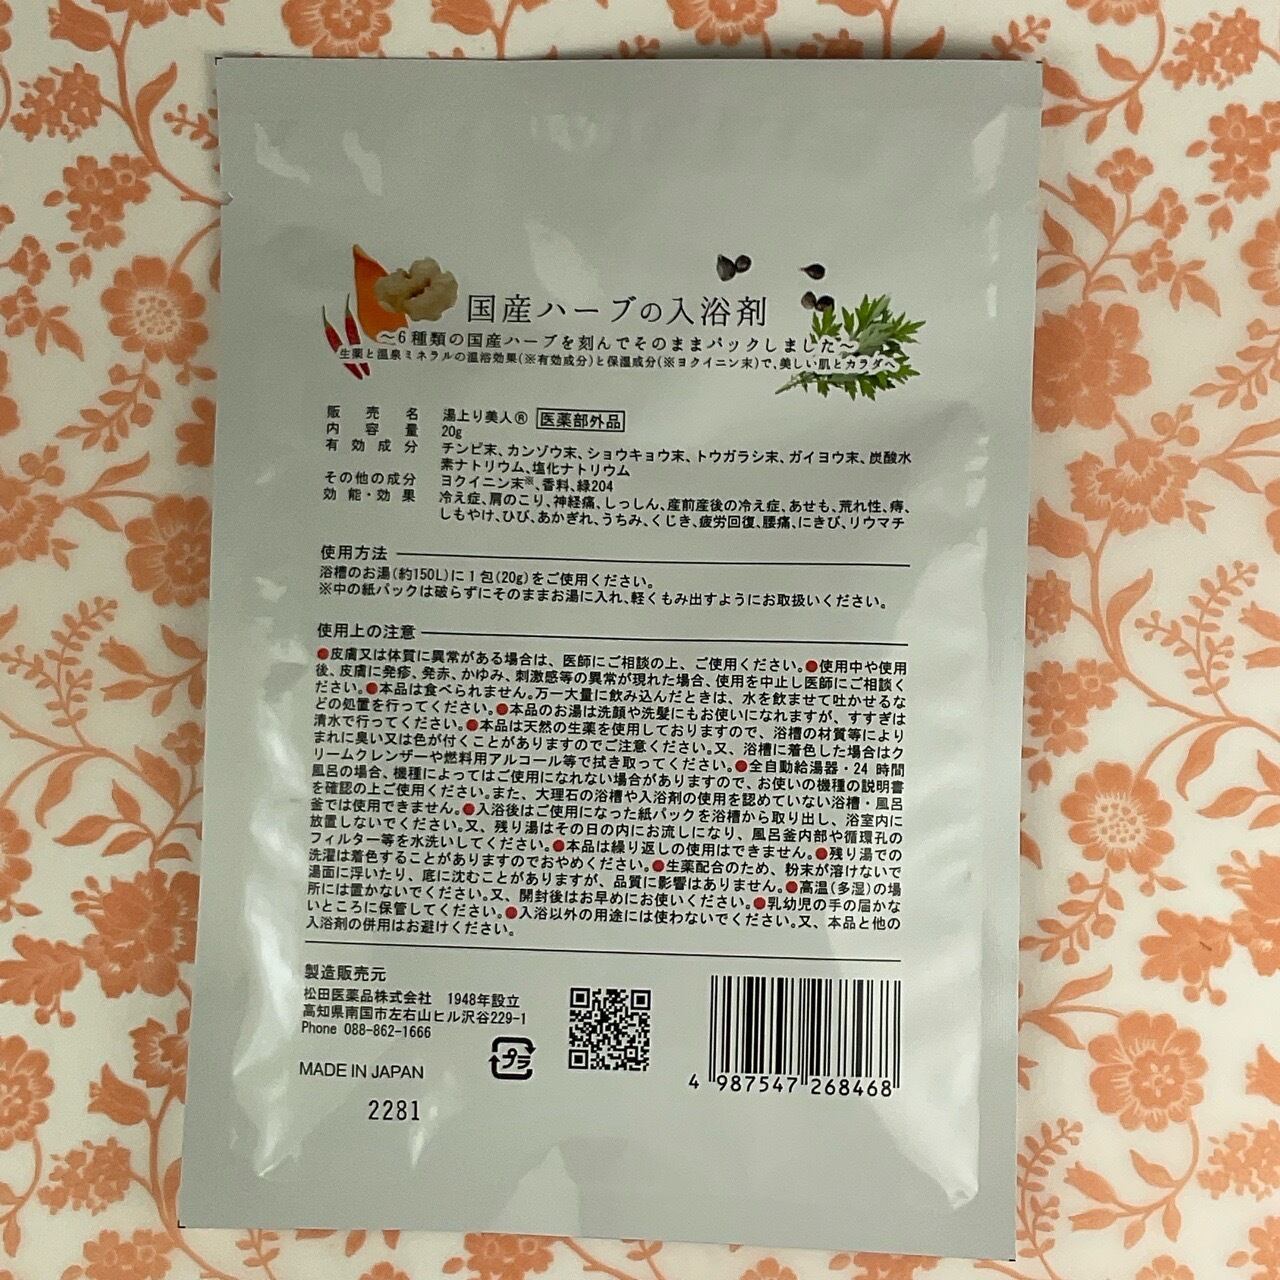 国産ハーブの入浴剤
〜6種類の国産ハーブを刻んでそのままパックしました〜
生薬と温泉ミネラルの温浴効果(※有効成分)と保湿成分(※ヨクイニン末)で、美しい肌とカラダへ
販売名 湯上り美人® 医薬部外品
内容量 20g
有効成分 チンピ末、カンゾウ末、ショウキョウ末、トウガラシ末、ガイヨウ末、炭酸水
素ナトリウム、塩化ナトリウム
その他の成分 ヨクイニン末※、香料、緑204
効能・効果 冷え症、肩のこり、神経痛、しっしん、産前産後の冷え症、あせも、荒れ性、痔、
しもやけ、ひび、あかぎれ、うちみ、くじき、疲労回復、腰痛、にきび、リウマチ
使用方法
浴槽のお湯(約150L)に1包(20g)をご使用ください。
※中の紙パックは破らずにそのままお湯に入れ、軽くもみ出すようにお取扱いください。
使用上の注意
●皮膚又は体質に異常がある場合は、医師にご相談の上、ご使用ください。●使用中や使用
後、皮膚に発疹、発赤、かゆみ、刺激感等の異常が現れた場合、使用を中止し医師にご相談く
ださい。●本品は食べられません。万一大量に飲み込んだときは、水を飲ませて吐かせるな
どの処置を行ってください。●本品のお湯は洗顔や洗髪にもお使いになれますが、すすぎは
清水で行ってください。●本品は天然の生薬を使用しておりますので、浴槽の材質等により
まれに臭い又は色が付くことがありますのでご注意ください。又、浴槽に着色した場合はク
リームクレンザーや燃料用アルコール等で拭き取ってください。●全自動給湯器・24時間
風呂の場合、機種によってはご使用になれない場合がありますので、お使いの機種の説明書
を確認の上ご使用ください。また、大理石の浴槽や入浴剤の使用を認めていない浴槽・風呂
釜では使用できません。●入浴後はご使用になった紙パックを浴槽から取り出し、浴室内に
放置しないでください。又、残り湯はその日の内にお流しになり、風呂釜内部や循環孔の
フィルター等を水洗いしてください。●本品は繰り返しの使用はできません。●残り湯での
洗濯は着色することがありますのでおやめください。●生薬配合のため、粉末が溶けないで
湯面に浮いたり、底に沈むことがありますが、品質に影響はありません。●高温(多湿)の場
所には置かないでください。又、開封後はお早めにお使いください。●乳幼児の手の届かな
いところに保管してください。●入浴以外の用途には使わないでください。又、本品と他の
入浴剤の併用はお避けください。
製造販売元
松田医薬品株式会社 1948年設立
高知県南国市左右山ヒル沢谷229-1
Phone 088-862-1666
プラ
MADE IN JAPAN
4 987547 268468
2281